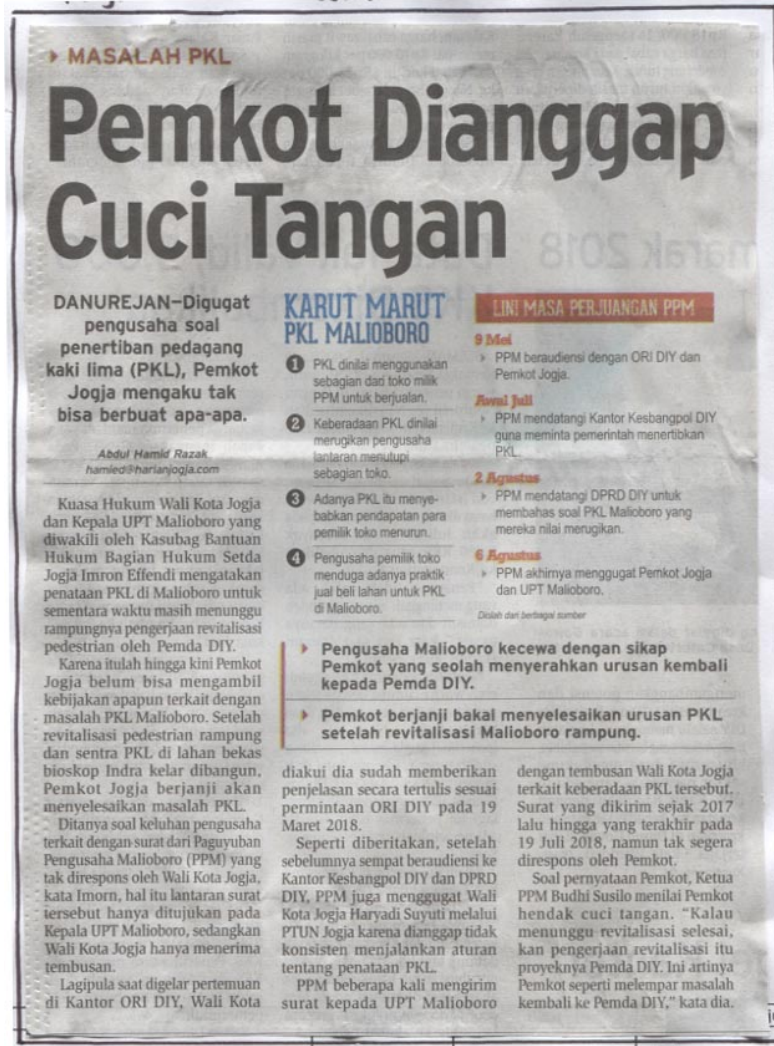 MASALAH PKL
Pemkot Dianggap
Cuci Tangan
DANUREJAN—Digugat
pengusaha soal
penertiban pedagang
kaki lima (PKL), Pemkot
Jogja mengaku tak
bisa berbuat apa-apa.
Abdul Hamid Razak
hamied@harianjogja.com
Kuasa Hukum Wali Kota Jogja
dan Kepala UPT Malioboro yang
diwakili oleh Kasubag Bantuan
Hukum Bagian Hukum Setda
Jogja Imron Effendi mengatakan
penataan PKL di Malioboro untuk
sementara waktu masih menunggu
rampungnya pengerjaan revitalisasi
pedestrian oleh Pemda DIY.
Karena itulah hingga kini Pemkot
Jogja belum bisa mengambil
kebijakan apapun terkait dengan
masalah PKL Malioboro. Setelah
revitalisasi pedestrian rampung
dan sentra PKL di lahan bekas
bioskop Indra kelar dibangun,
Pemkot Jogja berjanji akan
menyelesaikan masalah PKL.
Ditanya soal keluhan pengusaha
terkait dengan surat dari Paguyuban
Pengusaha Malioboro (PPM) yang
tak direspons oleh Wali Kota Jogja,
kata Imorn, hal itu lantaran surat
tersebut hanya ditujukan pada
Kepala UPT Malioboro, sedangkan
Wali Kota Jogja hanya menerima
tembusan.
Lagipula saat digelar pertemuan
di Kantor ORI DIY, Wali Kota
KARUT MARUT
PKL MALIOBORO
1 PKL dinilai menggunakan
sebagian dari toko milik
PPM untuk berjualan.
2 Keberadaan PKL dinilai
merugikan pengusaha
lantaran menutupi
sebagian toko.
3 Adanya PKL itu menye-
babkan pendapatan para
pemilik toko menurun.
4 Pengusaha pemilik toko
menduga adanya praktik
jual beli lahan untuk PKL
di Malioboro.
LINI MASA PERJUANGAN PPM
9 Mei
PPM beraudiensi dengan ORI DIY dan
Pemkot Jogja.
Awal Juli
PPM mendatangi Kantor Kesbangpol DIY
guna meminta pemerintah menertibkan
PKL.
2 Agustus
PPM mendatangi DPRD DIY untuk
membahas soal PKL Malioboro yang
mereka nilai merugikan.
6 Agustus
PPM akhirnya menggugat Pemkot Jogja
dan UPT Malioboro.
Diolah dari berbagai sumber
Pengusaha Malioboro kecewa dengan sikap
Pemkot yang seolah menyerahkan urusan kembali
kepada Pemda DIY.
Pemkot berjanji bakal menyelesaikan urusan PKL
setelah revitalisasi Malioboro rampung.
diakui dia sudah memberikan
penjelasan secara tertulis sesuai
permintaan ORI DIY pada 19
Maret 2018.
Seperti diberitakan, setelah
sebelumnya sempat beraudiensi ke
Kantor Kesbangpol DIY dan DPRD
DIY, PPM juga menggugat Wali
Kota Jogja Haryadi Suyuti melalui
PTUN Jogja karena dianggap tidak
konsisten menjalankan aturan
tentang penataan PKL.
PPM beberapa kali mengirim
surat kepada UPT Malioboro
dengan tembusan Wali Kota Jogja
terkait keberadaan PKL tersebut.
Surat yang dikirim sejak 2017
lalu hingga yang terakhir pada
19 Juli 2018, namun tak segera
direspons oleh Pemkot.
Soal pernyataan Pemkot, Ketua
PPM Budhi Susilo menilai Pemkot
hendak cuci tangan. “Kalau
menunggu revitalisasi selesai,
kan pengerjaan revitalisasi itu
proyeknya Pemda DIY. Ini artinya
Pemkot seperti melempar masalah
kembali ke Pemda DIY,” kata dia.